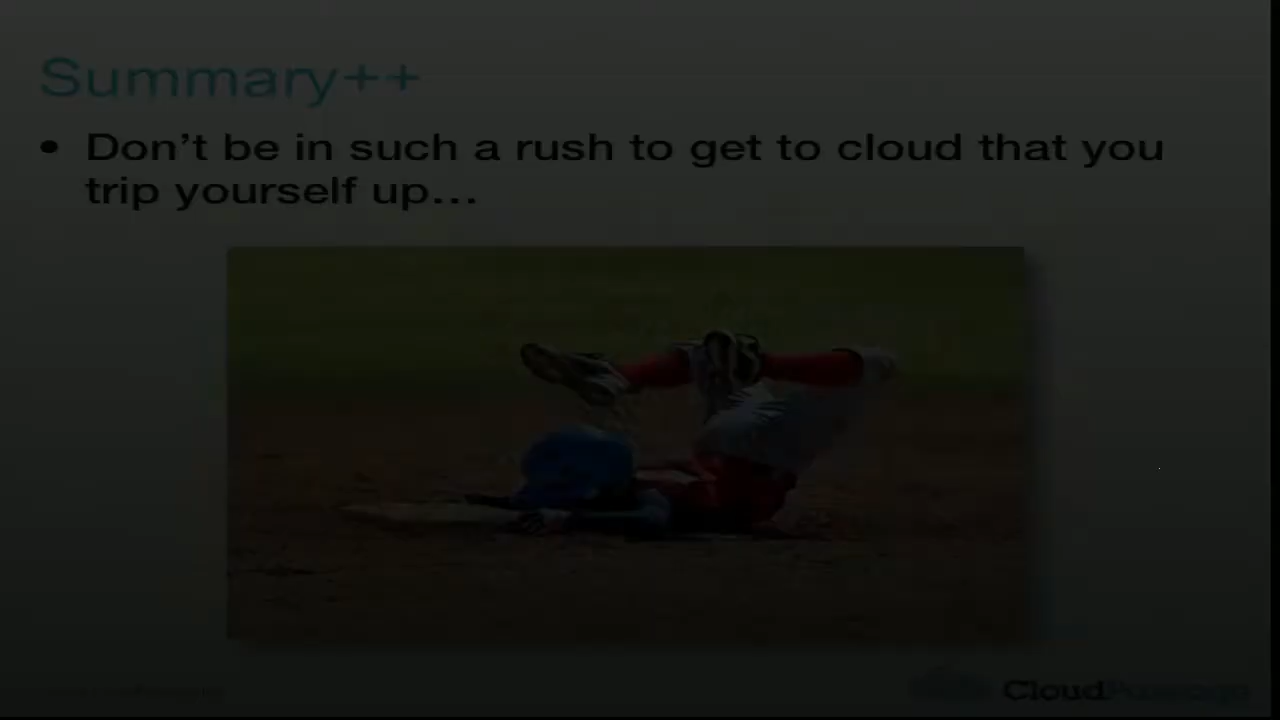 Summary++
• Don't be in such a rush to get to cloud that you
trip yourself up...
CloudPassage